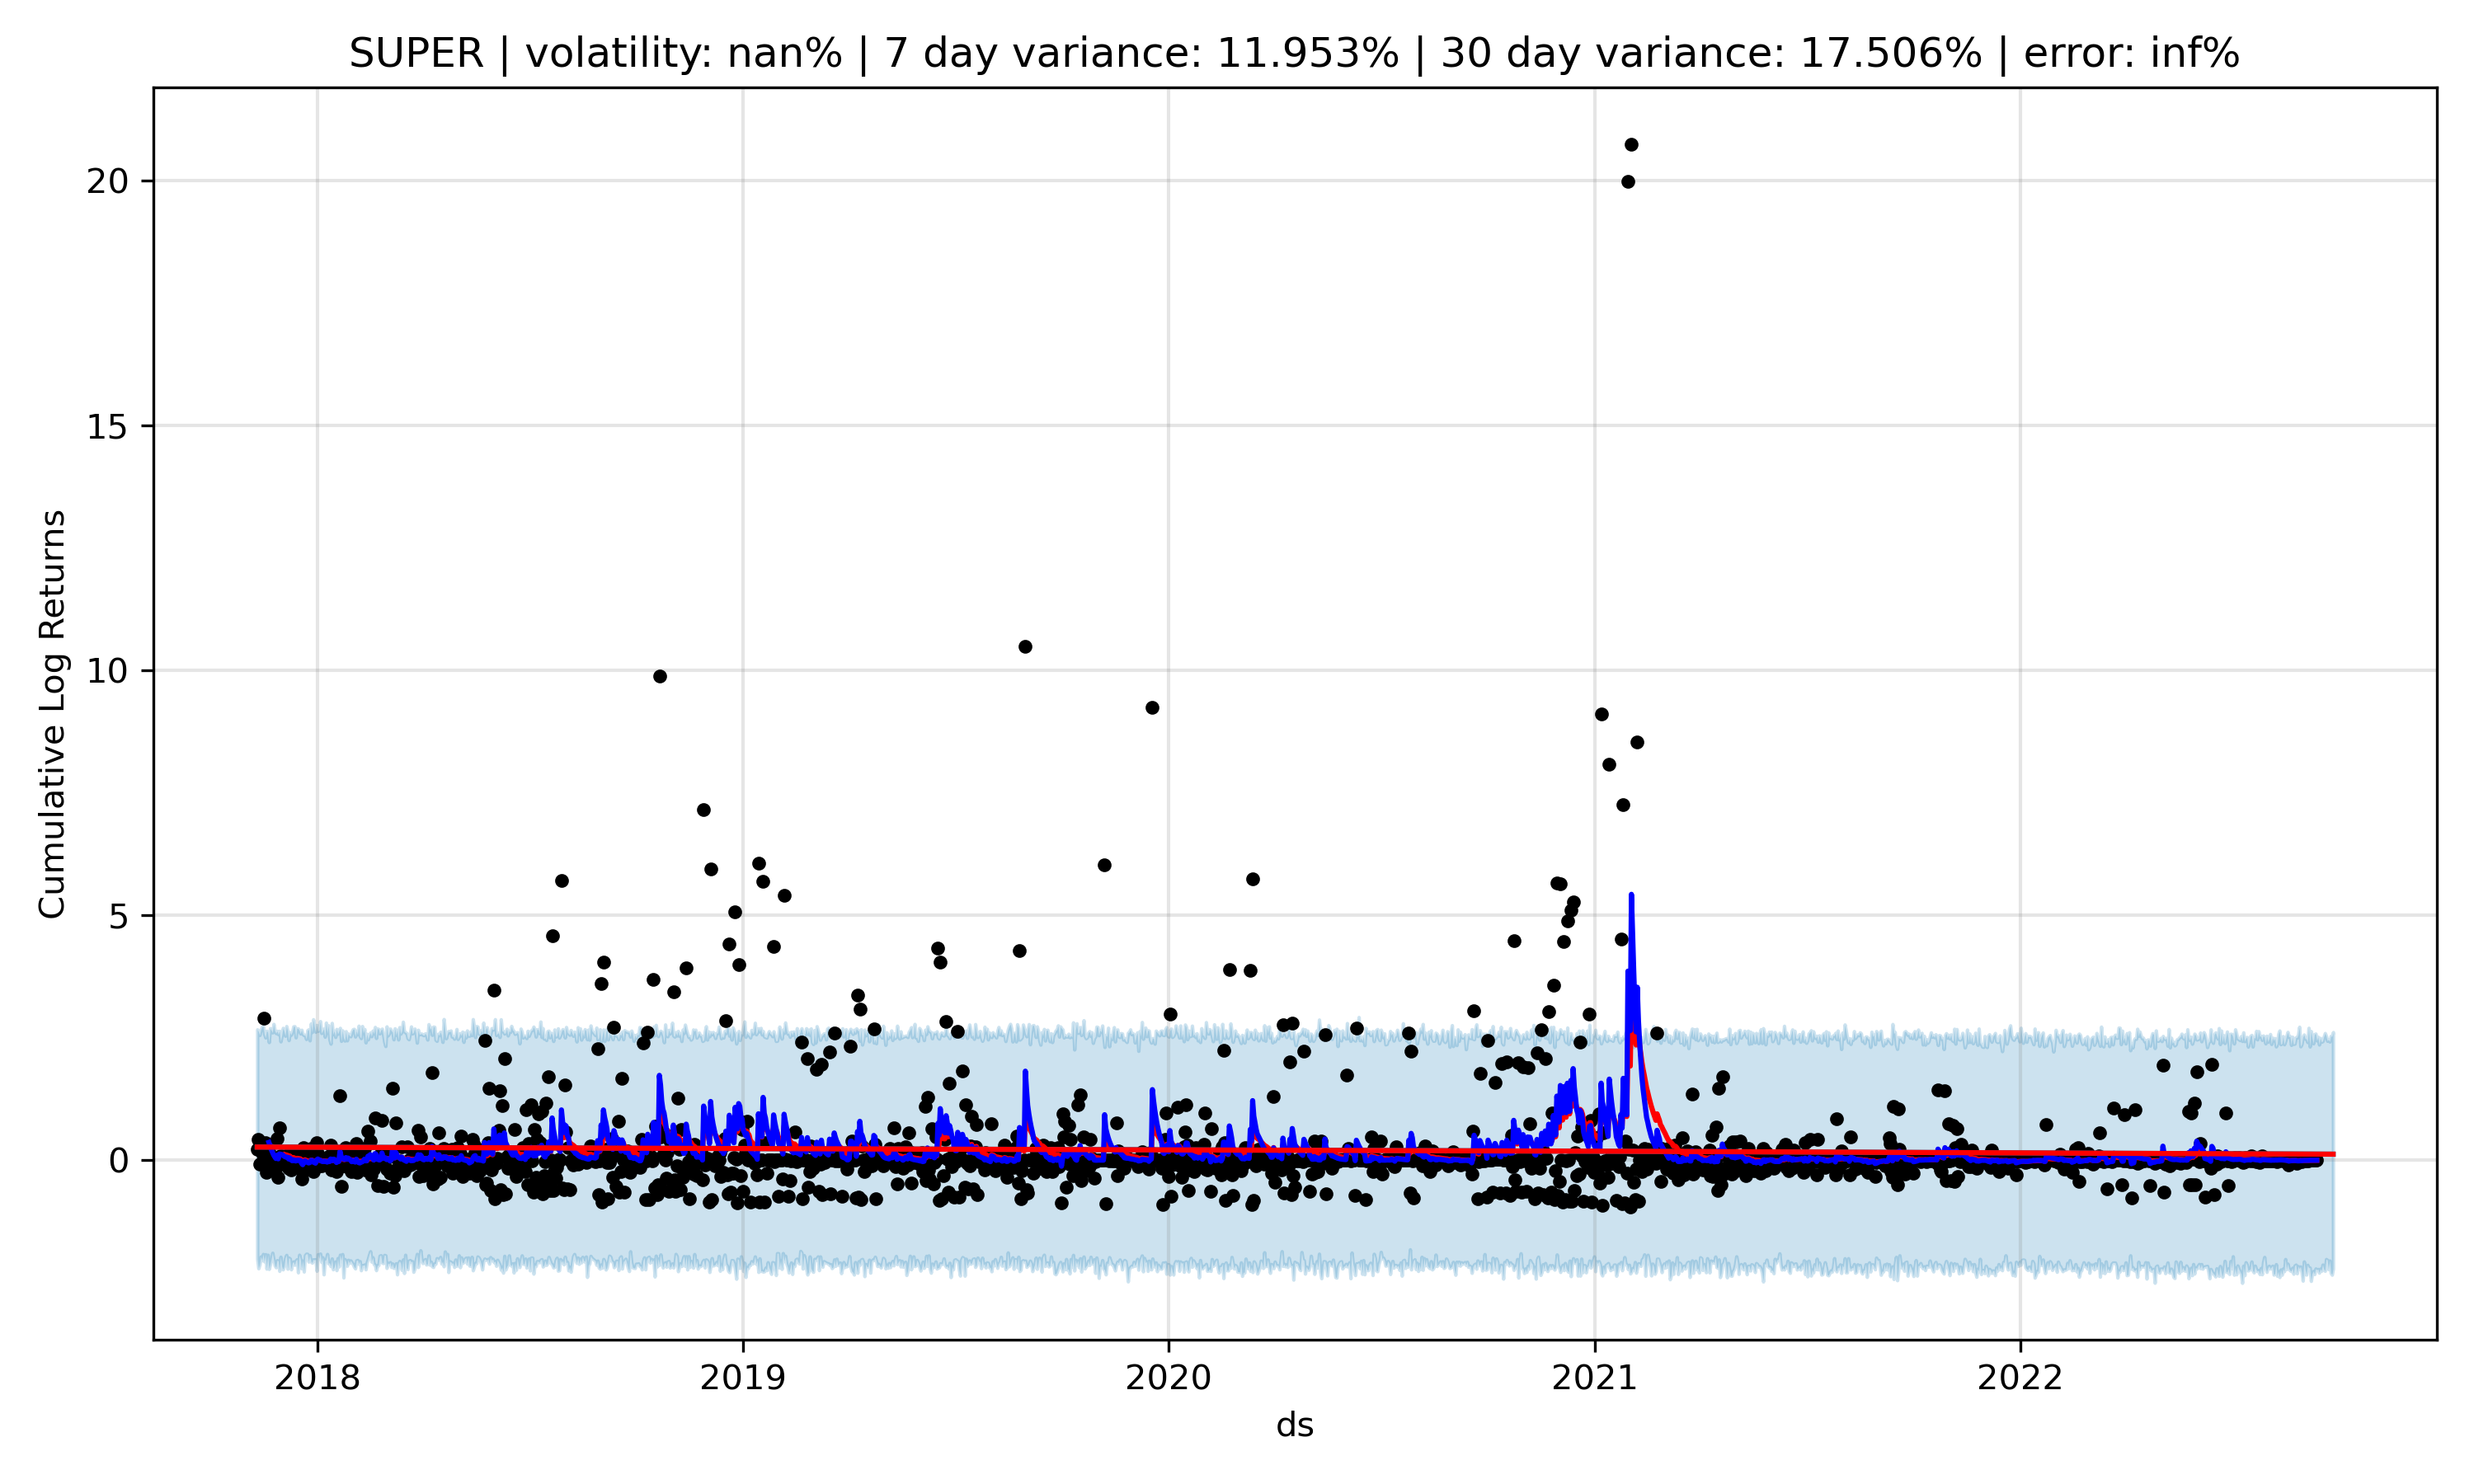 SUPER | volatility: nan% | 7 day variance: 11.953% | 30 day variance: 17.506% | error: inf%
Cumulative Log Returns
20
15
10
5
0
2018 2019 2020 2021 2022
ds